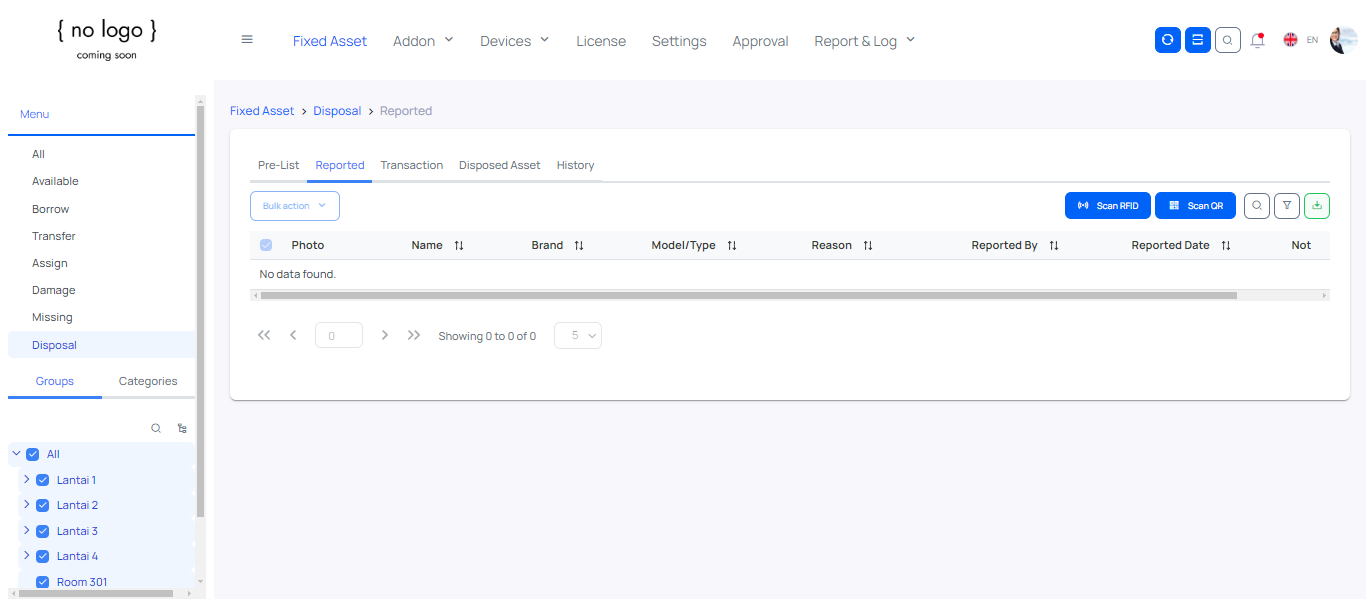 { no logo }
coming soon
Fixed Asset Addon Devices License Settings Approval Report & Log EN
Menu
All
Available
Borrow
Transfer
Assign
Damage
Missing
Disposal
Groups Categories
All
Lantai 1
Lantai 2
Lantai 3
Lantai 4
Room 301
Fixed Asset > Disposal > Reported
Pre-List Reported Transaction Disposed Asset History
Bulk action Scan RFID Scan QR
Photo Name Brand Model/Type Reason Reported By Reported Date Not
No data found.
0 Showing 0 to 0 of 0 5